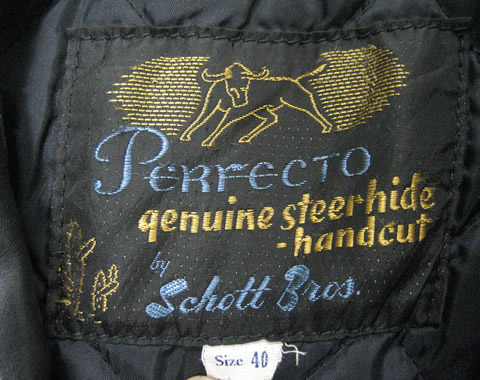 PERFECTO
genuine steerhide
-handcut
by
Schott Bros.
Size 40